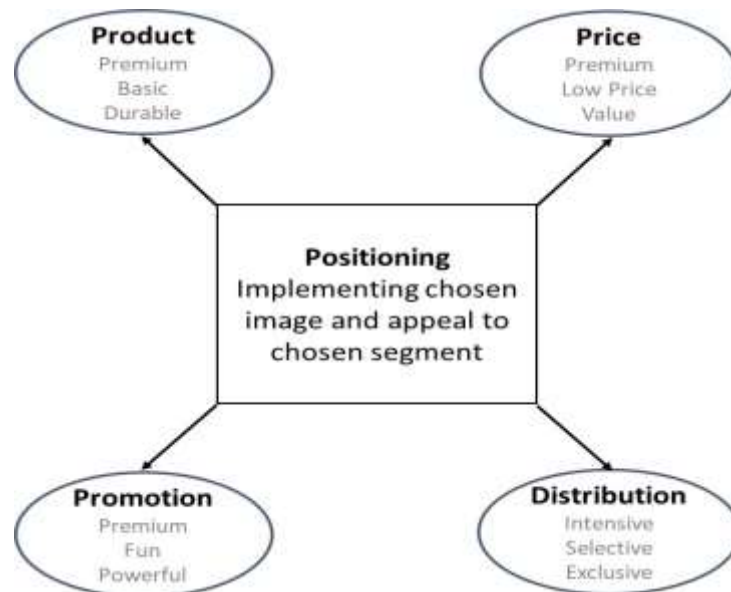 Product
Premium
Basic
Durable
Price
Premium
Low Price
Value
Positioning
Implementing chosen
image and appeal to
chosen segment
Promotion
Premium
Fun
Powerful
Distribution
Intensive
Selective
Exclusive